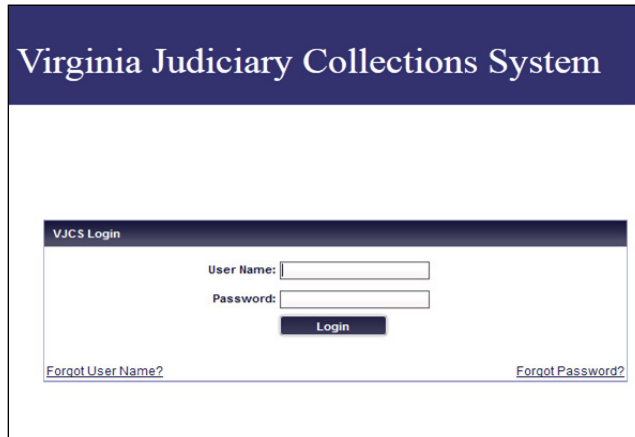 Virginia Judiciary Collections System
VJCS Login
User Name:
Password:
Login
Forgot User Name? Forgot Password?